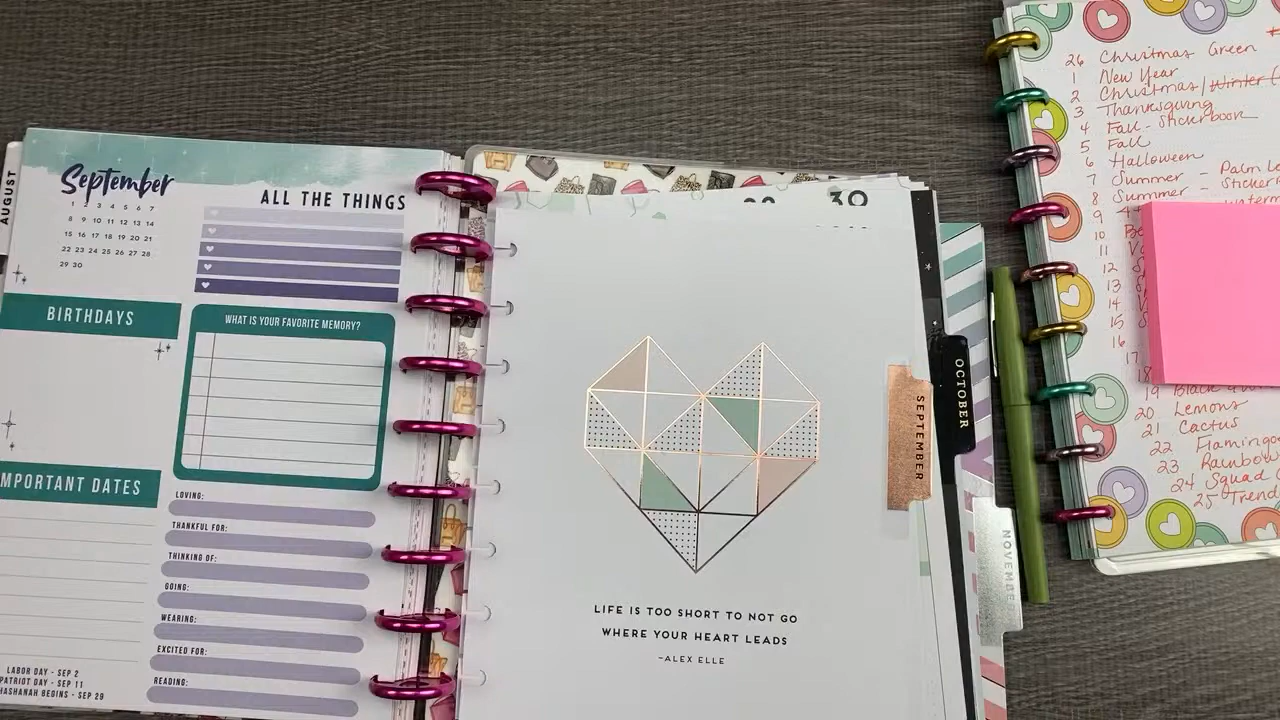 AUGUST
September
1 2 3 4 5 6 7
8 9 10 11 12 13 14
15 16 17 18 19 20 21
22 23 24 25 26 27 28
29 30
ALL THE THINGS
BIRTHDAYS
WHAT IS YOUR FAVORITE MEMORY?
MPORTANT DATES
LOVING:
THANKFUL FOR:
THINKING OF:
GOING:
WEARING:
EXCITED FOR:
READING:
LABOR DAY - SEP 2
PATRIOT DAY - SEP 11
HASHANAH BEGINS - SEP 29
30
LIFE IS TOO SHORT TO NOT GO
WHERE YOUR HEART LEADS
-ALEX ELLE
SEPTEMBER
OCTOBER
NOVEMBE
26 Christmas Green
1 New Year
2 Christmas/Winter
3 Thanksgiving
4 Fall - Stickerbook
5 Fall
6 Halloween
7 Summer - Palm Le
8 Summer - Sticker
9
10
11
12
13
14
15
16
17
19
20 Lemons
21 Cactus
22 Flamingo
23 Rainbow
24 Squad
25 Trend